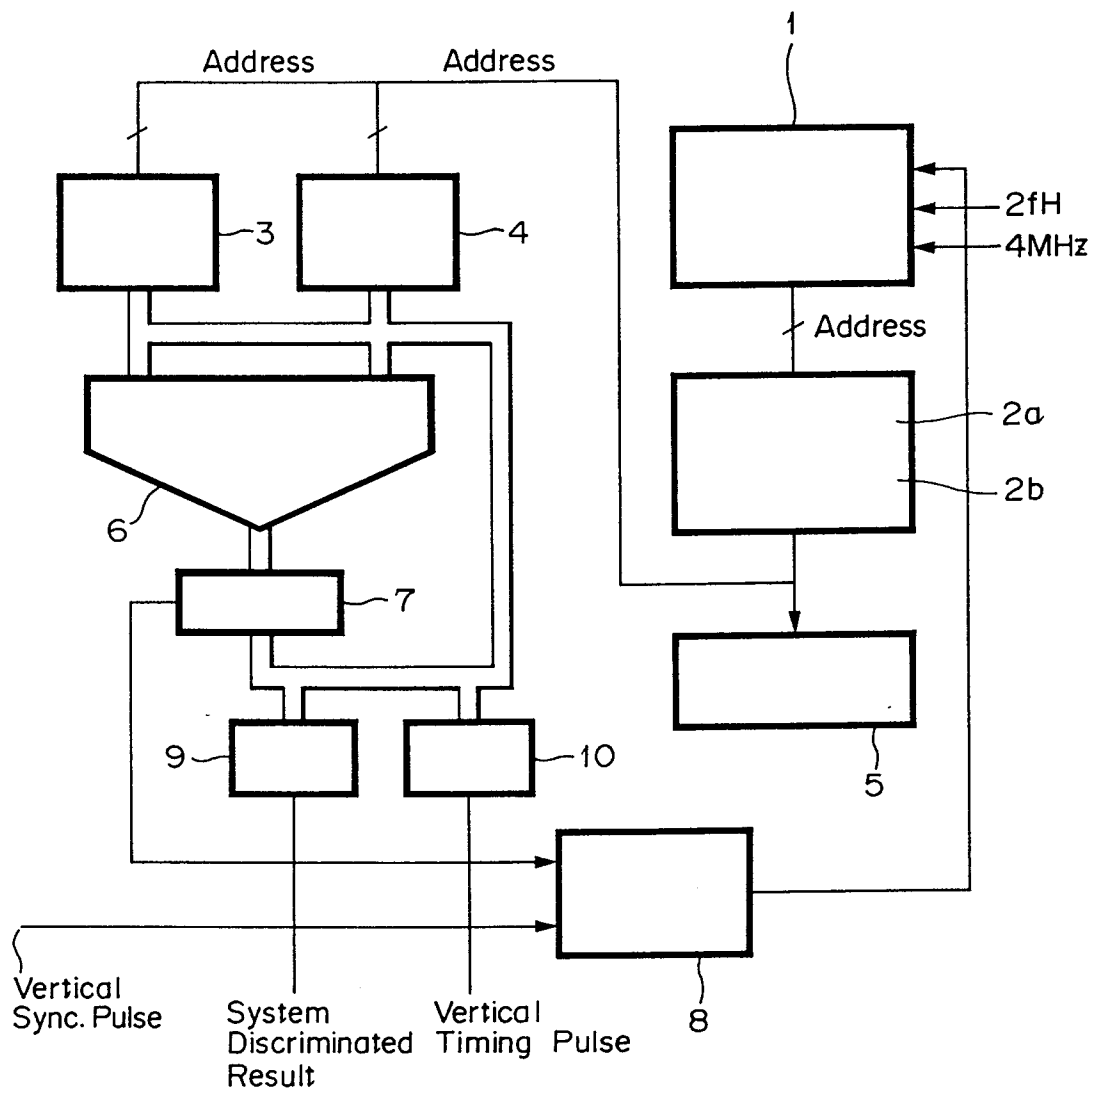 1
Address
Address
3
4
2fH
4MHz
Address
2a
2b
6
7
9
10
5
8
Vertical
Sync. Pulse
System
Discriminated
Result
Vertical
Timing Pulse